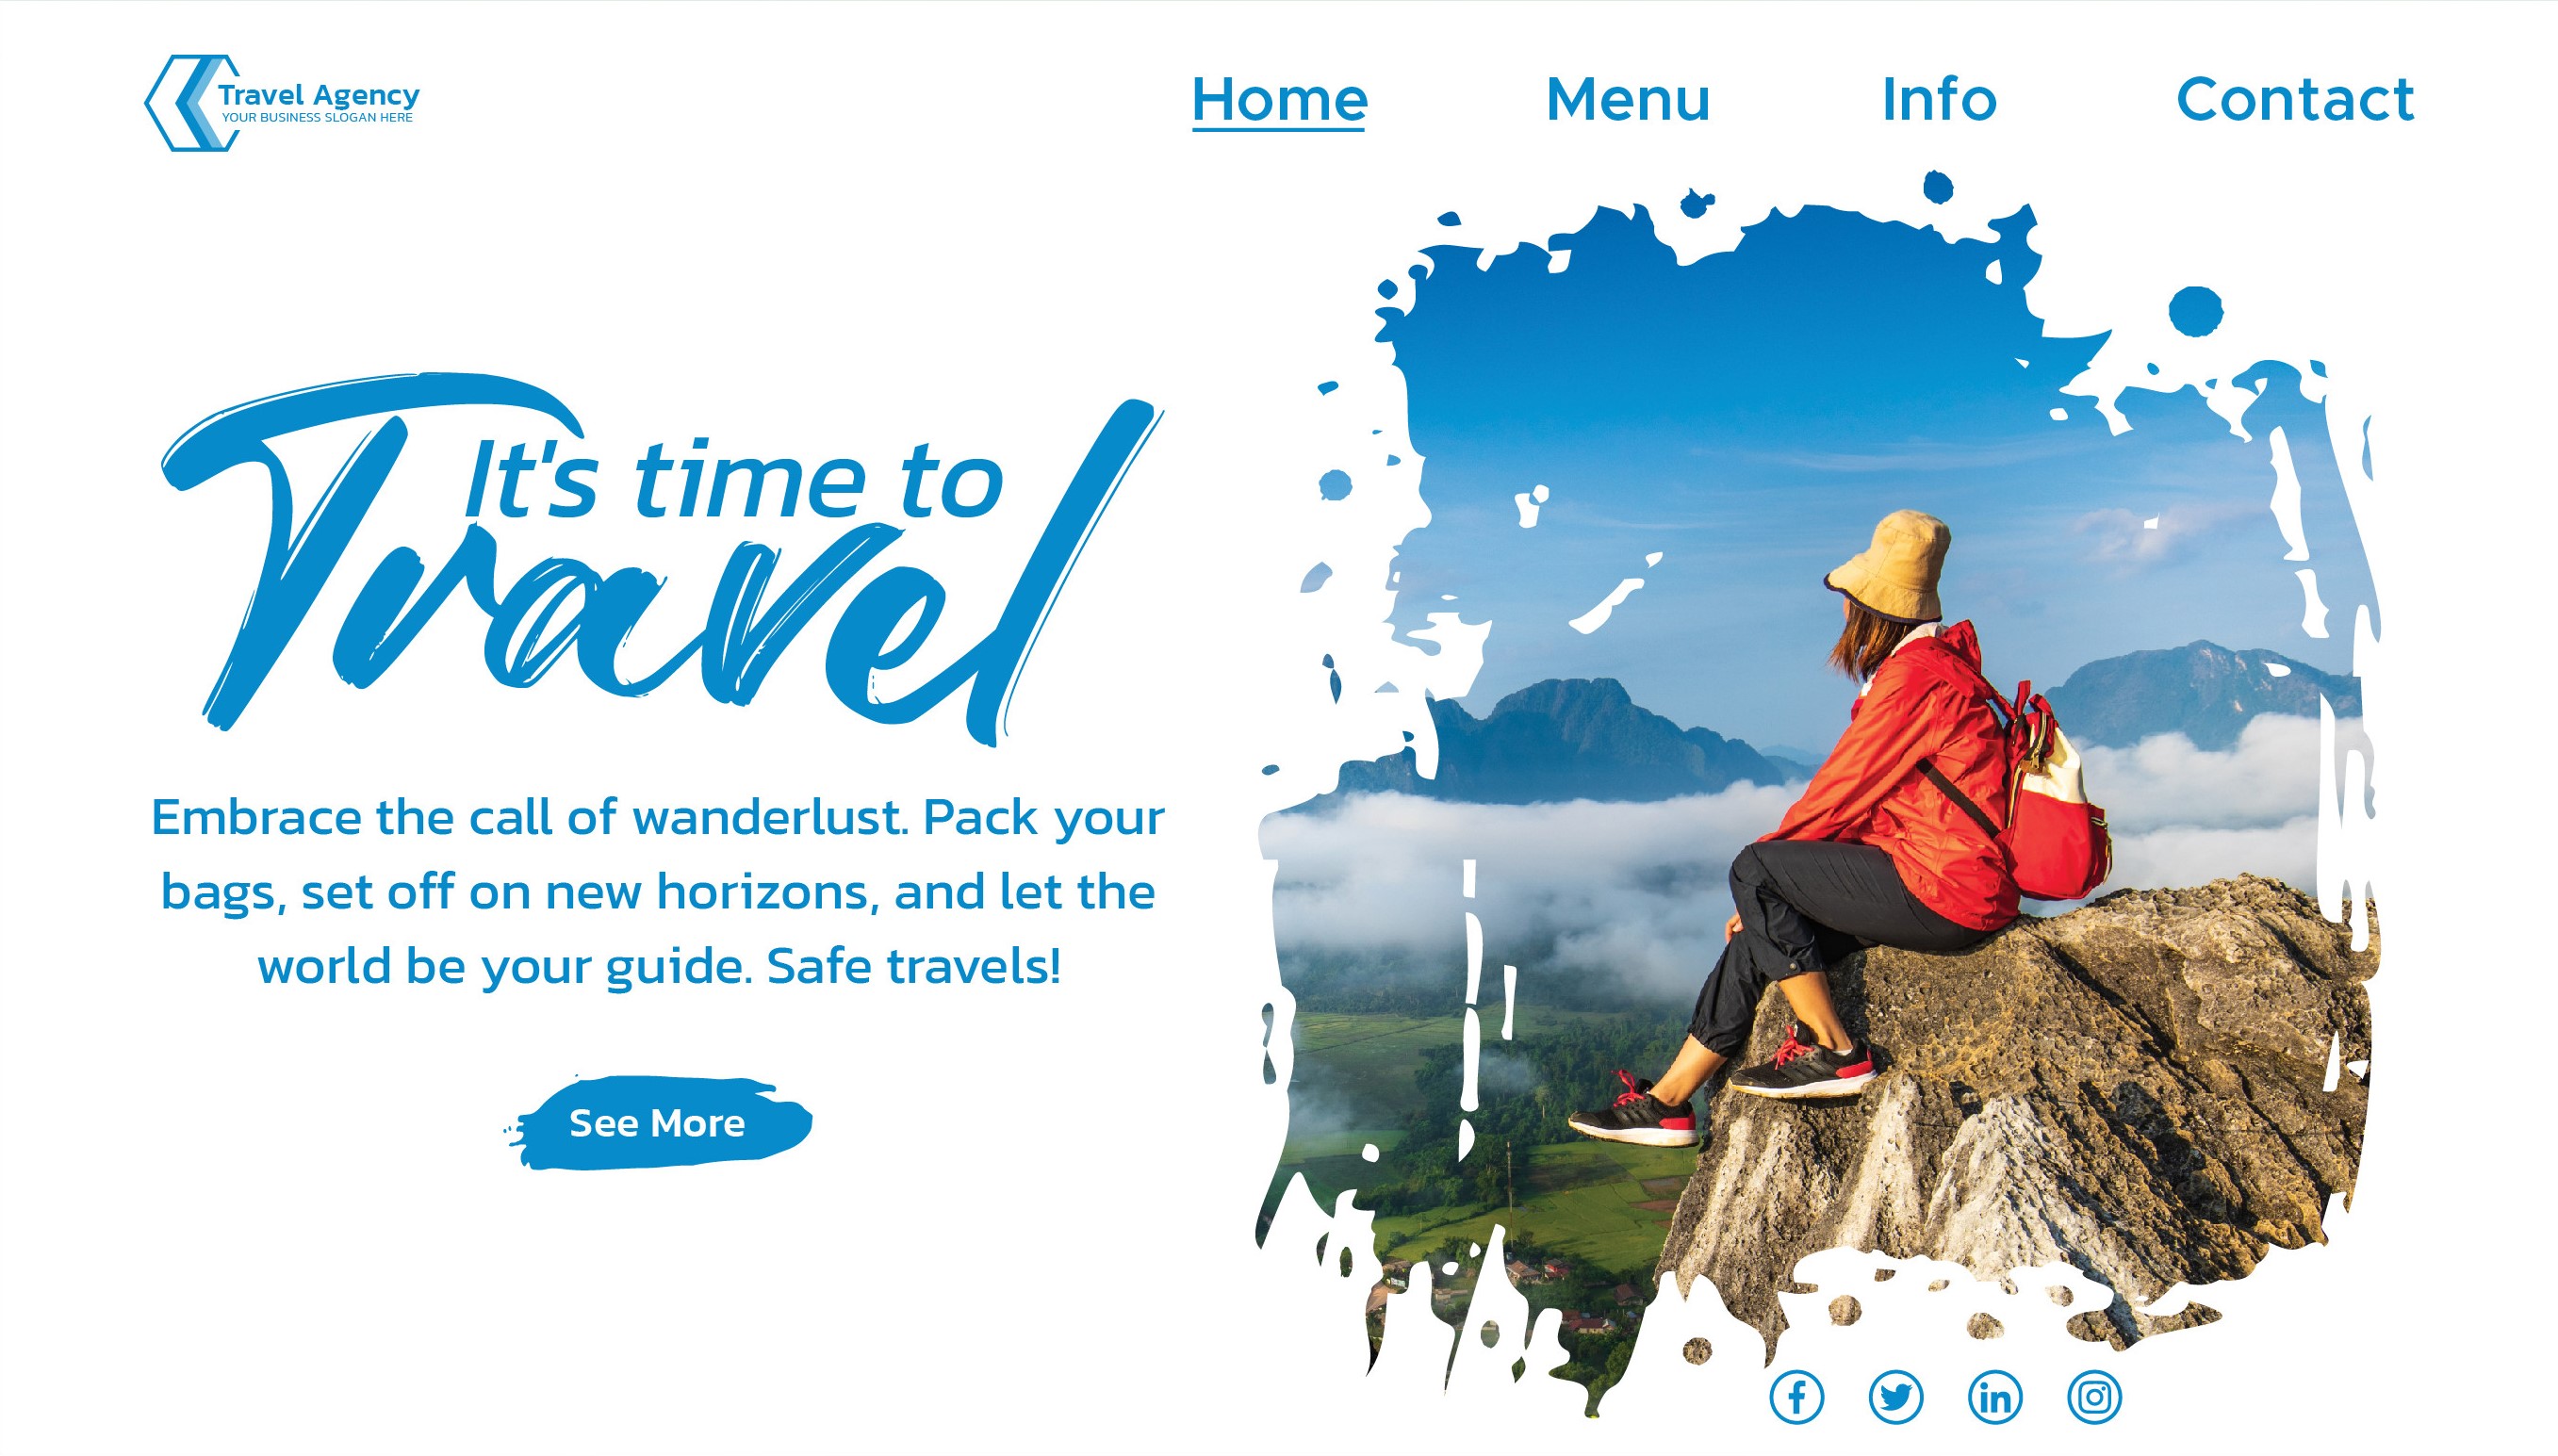 Travel Agency
YOUR BUSINESS SLOGAN HERE
Home Menu Info Contact
It's time to
Travel
Embrace the call of wanderlust. Pack your
bags, set off on new horizons, and let the
world be your guide. Safe travels!
See More